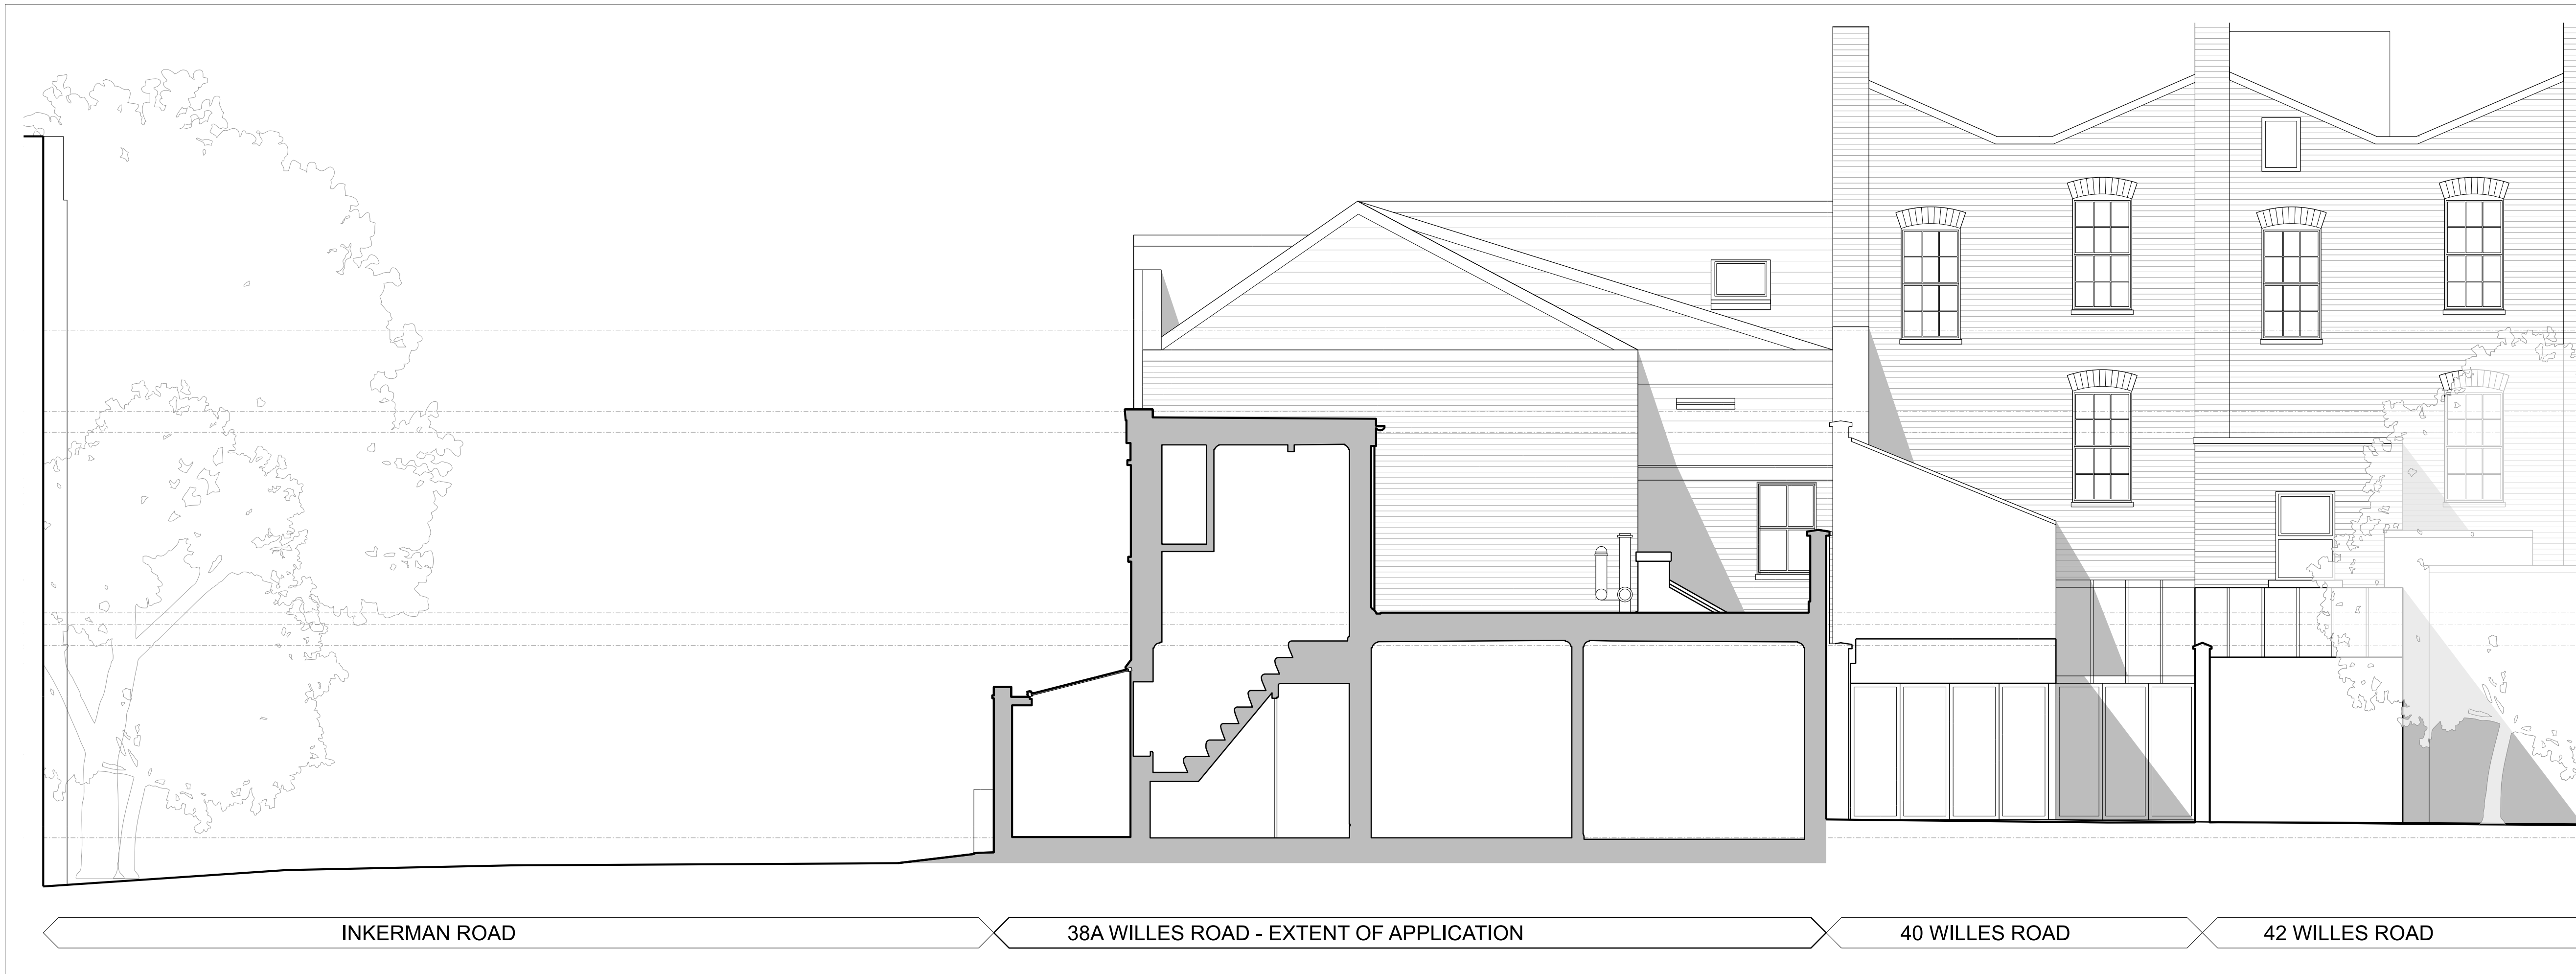 INKERMAN ROAD
38A WILLES ROAD - EXTENT OF APPLICATION
40 WILLES ROAD
42 WILLES ROAD